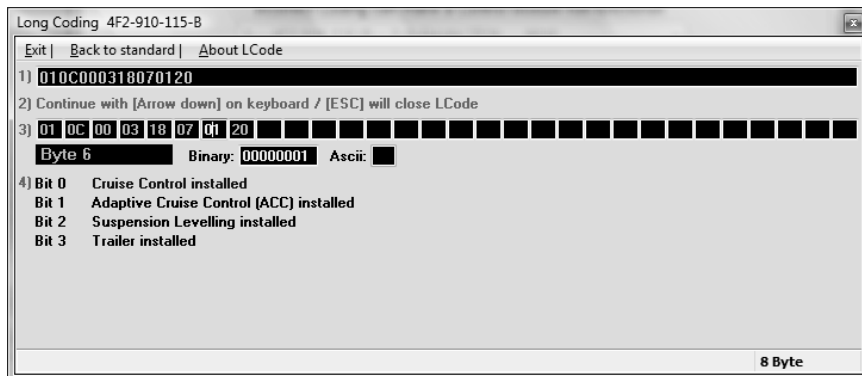 Long Coding 4F2-910-115-B
Exit | Back to standard | About LCode
1) 010C000318070120
2) Continue with [Arrow down] on keyboard / [ESC] will close LCode
3) 01 0C 00 03 18 07 01 20
Byte 6 Binary: 00000001 Ascii:
4) Bit 0 Cruise Control installed
Bit 1 Adaptive Cruise Control (ACC) installed
Bit 2 Suspension Levelling installed
Bit 3 Trailer installed
8 Byte